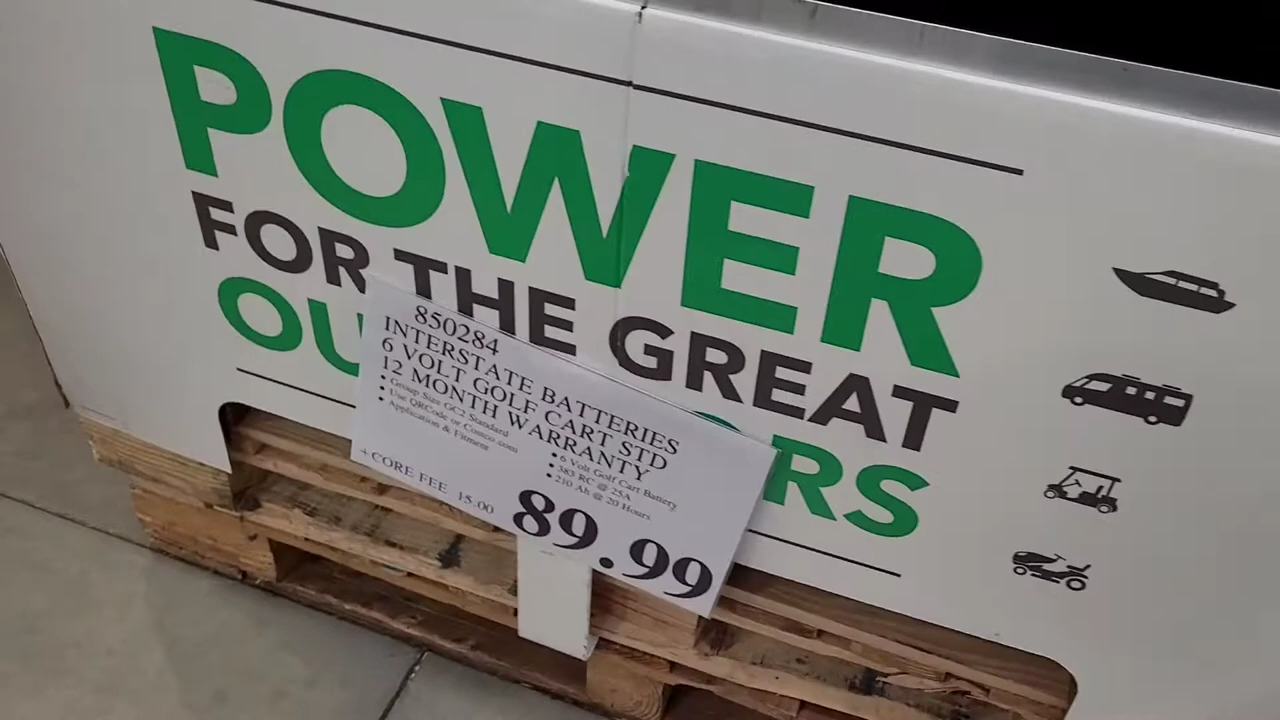 POWER
FOR THE GREAT
OU RS
850284
INTERSTATE BATTERIES
6 VOLT GOLF CART STD
12 MONTH WARRANTY
• Group Size GC2 Standard
• Use QRCode or Costco.com
• Application & Fitment
• 6 Volt Golf Cart Battery
• 383 RC @ 25A
• 210 Ah @ 20 Hours
+CORE FEE 15.00
89.99